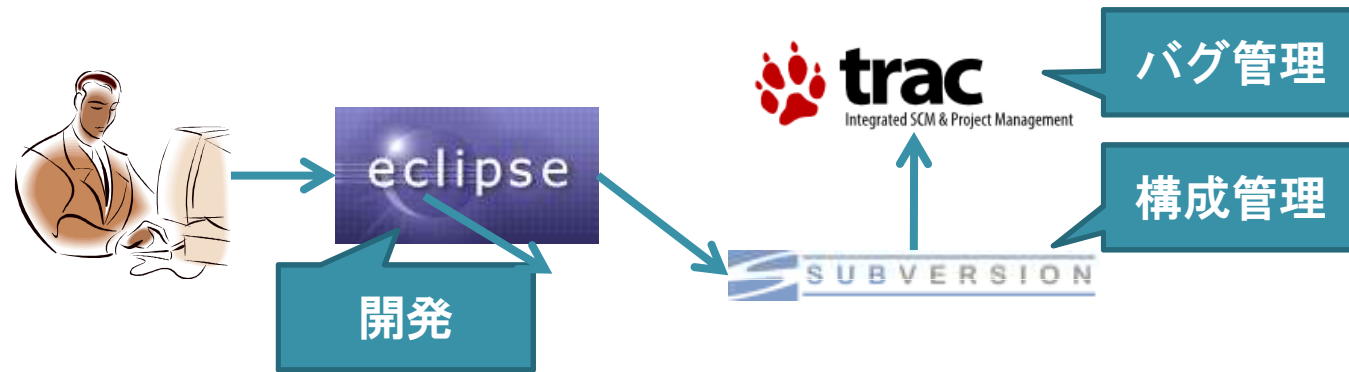 trac
Integrated SCM & Project Management
バグ管理
eclipse
構成管理
SUBVERSION
開発